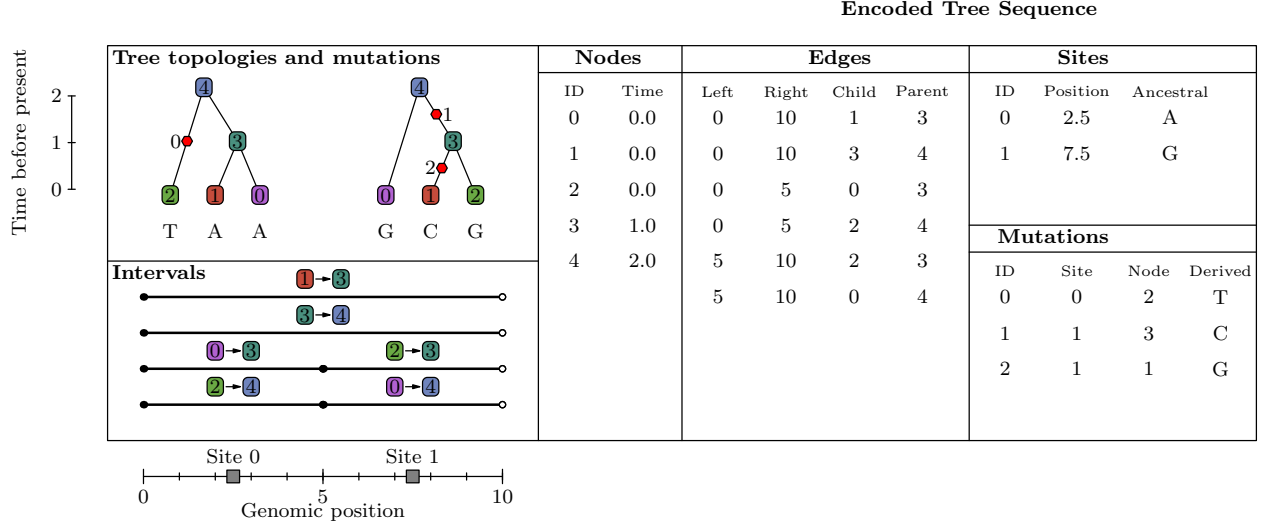 Encoded Tree Sequence
Tree topologies and mutations
Time before present
2
1
0
4
0
3
2 1 0
T A A
4
1
3
2
0 1 2
G C G
Intervals
1 3
3 4
0 3 2 3
2 4 0 4
Site 0 Site 1
0 5 10
Genomic position
Nodes
ID Time
0 0.0
1 0.0
2 0.0
3 1.0
4 2.0
Edges
Left Right Child Parent
0 10 1 3
0 10 3 4
0 5 0 3
0 5 2 4
5 10 2 3
5 10 0 4
Sites
ID Position Ancestral
0 2.5 A
1 7.5 G
Mutations
ID Site Node Derived
0 0 2 T
1 1 3 C
2 1 1 G